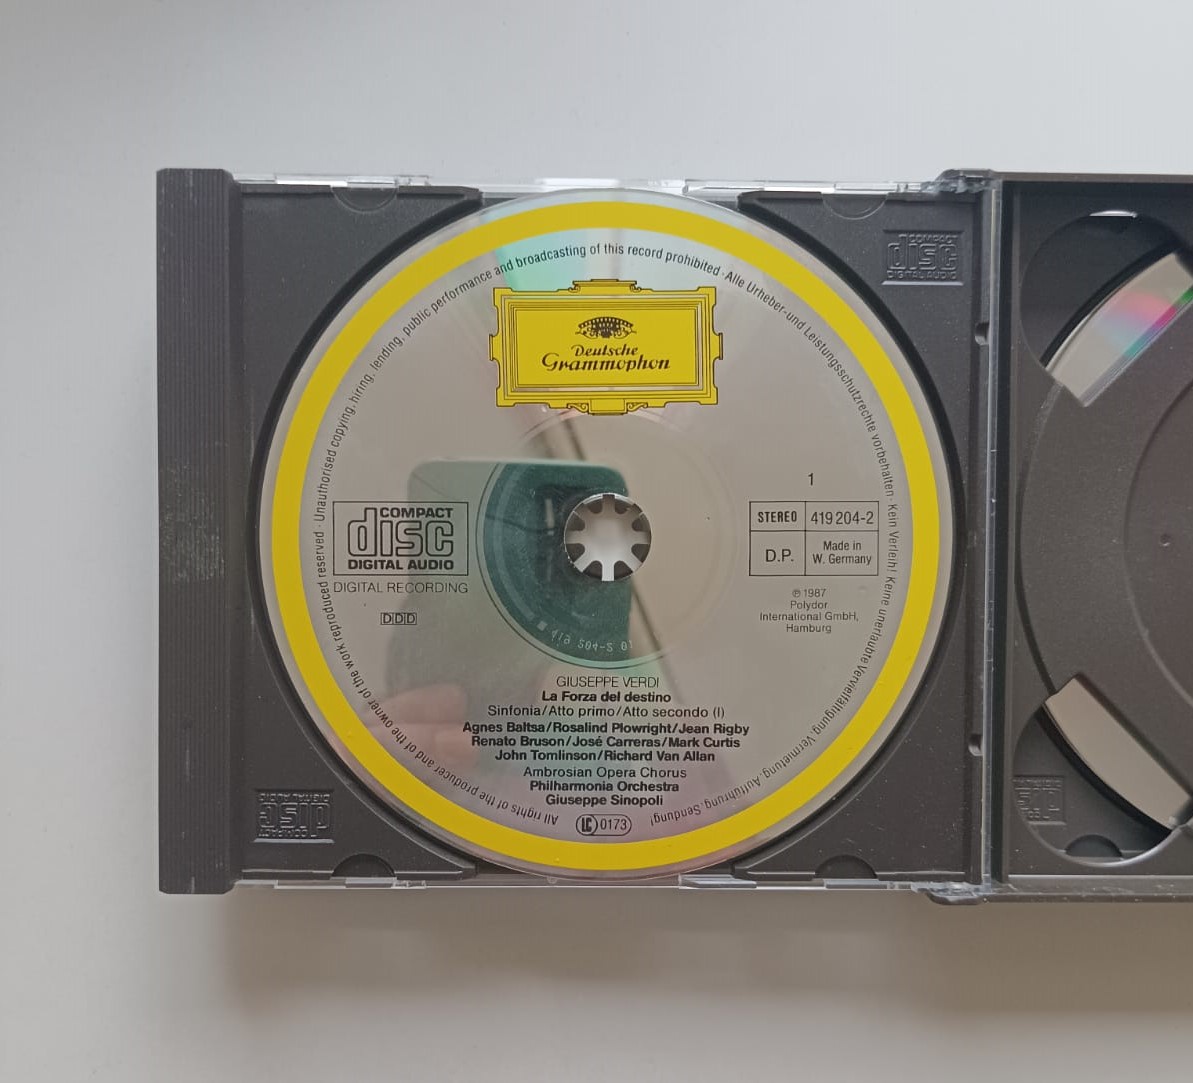 All rights of the producer and of the owner of the work reproduced reserved · Unauthorised copying, hiring, lending, public performance and broadcasting of this record prohibited · Alle Urheber- und Leistungsschutzrechte vorbehalten · Kein Verleih! Keine unerlaubte Vervielfältigung, Vermietung, Aufführung, Sendung!
Deutsche
Grammophon
1
COMPACT
disc
DIGITAL AUDIO
DIGITAL RECORDING
DDD
STEREO 419 204-2
D.P. Made in
W. Germany
℗ 1987
Polydor
International GmbH,
Hamburg
GIUSEPPE VERDI
La Forza del destino
Sinfonia/Atto primo/Atto secondo (I)
Agnes Baltsa/Rosalind Plowright/Jean Rigby
Renato Bruson/José Carreras/Mark Curtis
John Tomlinson/Richard Van Allan
Ambrosian Opera Chorus
Philharmonia Orchestra
Giuseppe Sinopoli
LC 0173
COMPACT
disc
DIGITAL AUDIO
COMPACT
disc
DIGITAL AUDIO